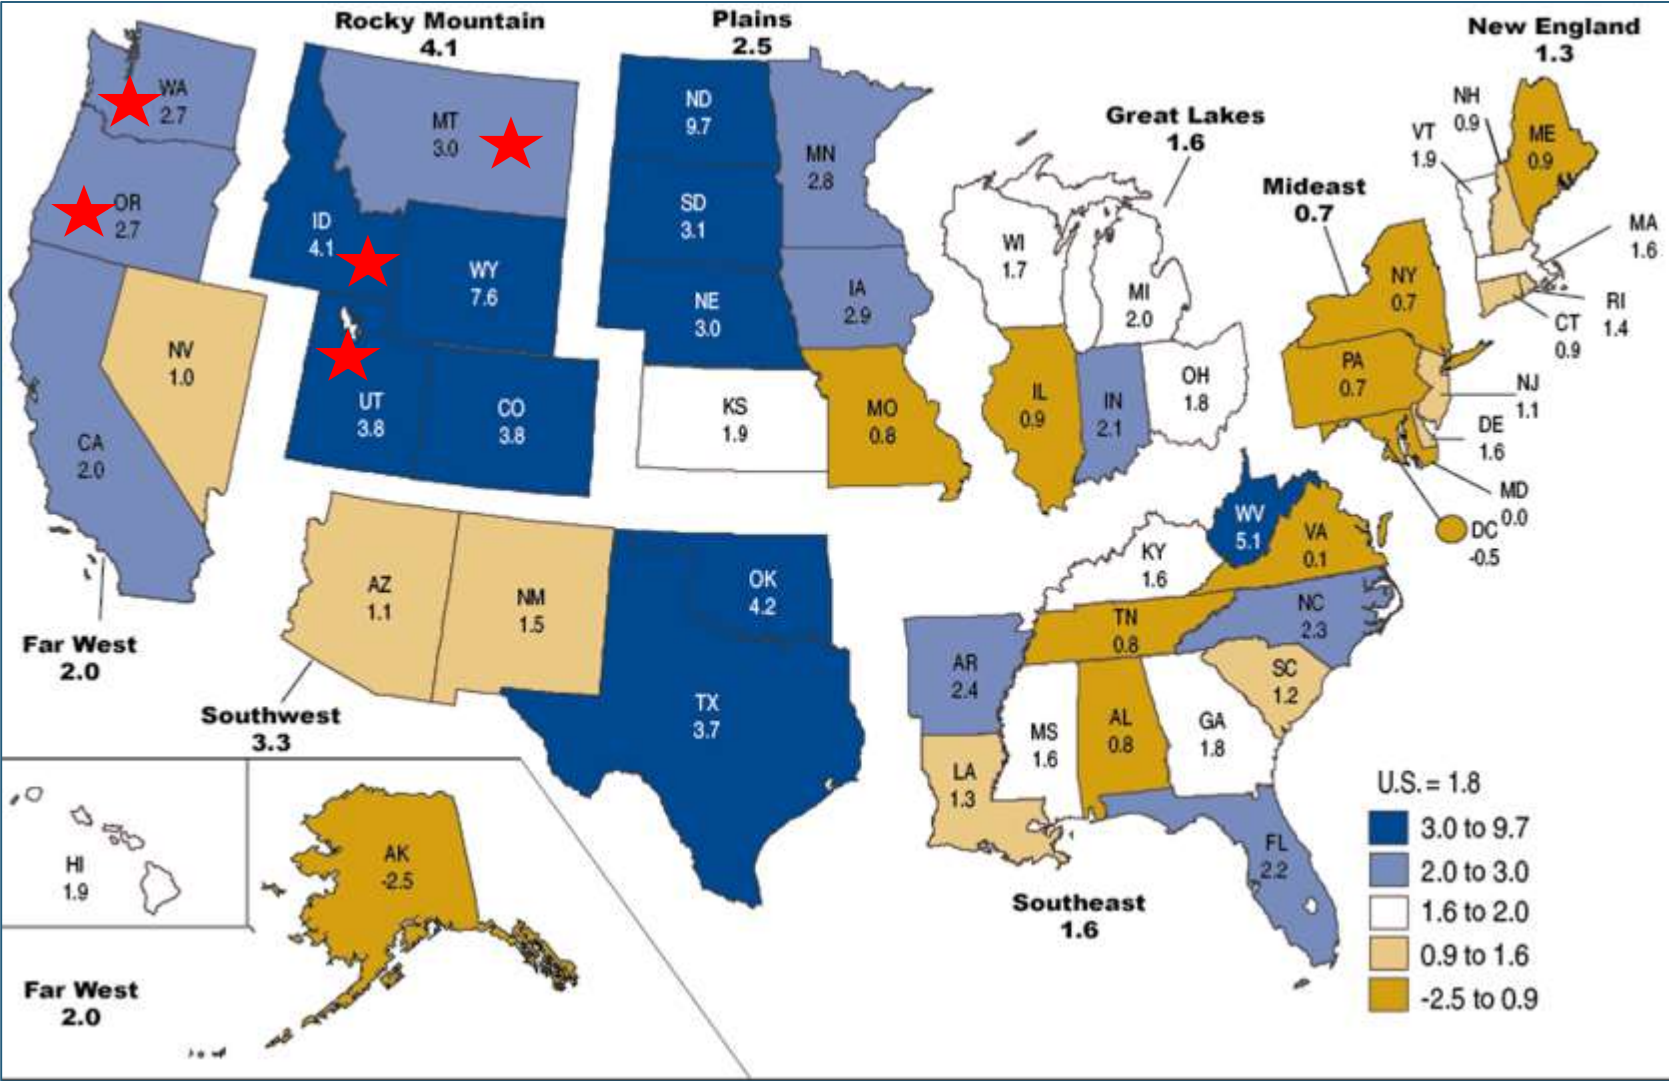 Rocky Mountain
4.1
Plains
2.5
New England
1.3
WA
2.7
OR
2.7
CA
2.0
NV
1.0
Far West
2.0
MT
3.0
ID
4.1
WY
7.6
UT
3.8
CO
3.8
ND
9.7
SD
3.1
NE
3.0
KS
1.9
MN
2.8
IA
2.9
MO
0.8
Great Lakes
1.6
WI
1.7
MI
2.0
IL
0.9
IN
2.1
OH
1.8
Mideast
0.7
NY
0.7
PA
0.7
NJ
1.1
DE
1.6
MD
0.0
DC
-0.5
NH
0.9
VT
1.9
ME
0.9
MA
1.6
RI
1.4
CT
0.9
AZ
1.1
NM
1.5
OK
4.2
TX
3.7
Southwest
3.3
WV
5.1
VA
0.1
KY
1.6
TN
0.8
NC
2.3
SC
1.2
AR
2.4
LA
1.3
MS
1.6
AL
0.8
GA
1.8
FL
2.2
Southeast
1.6
HI
1.9
AK
-2.5
Far West
2.0
U.S. = 1.8
3.0 to 9.7
2.0 to 3.0
1.6 to 2.0
0.9 to 1.6
-2.5 to 0.9